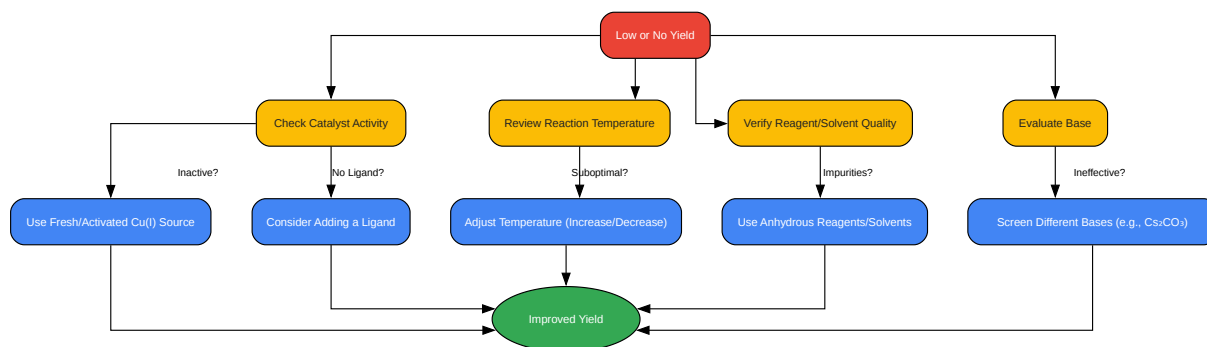 Low or No Yield
Check Catalyst Activity
Review Reaction Temperature
Verify Reagent/Solvent Quality
Evaluate Base
Inactive?
No Ligand?
Suboptimal?
Impurities?
Ineffective?
Use Fresh/Activated Cu(I) Source
Consider Adding a Ligand
Adjust Temperature (Increase/Decrease)
Use Anhydrous Reagents/Solvents
Screen Different Bases (e.g., Cs₂CO₃)
Improved Yield